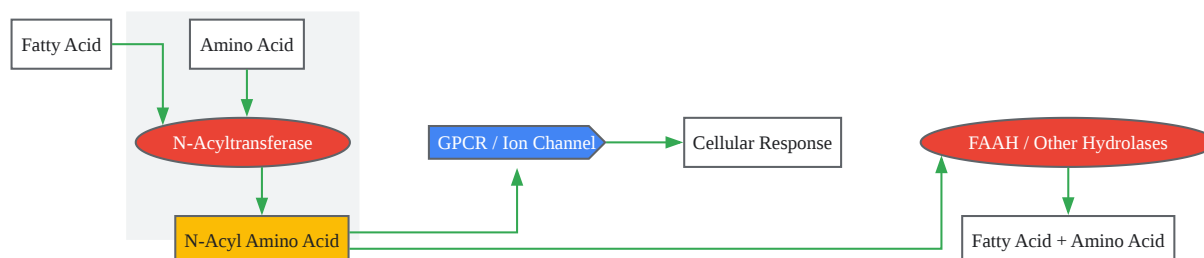 Fatty Acid
Amino Acid
N-Acyltransferase
GPCR / Ion Channel
Cellular Response
FAAH / Other Hydrolases
N-Acyl Amino Acid
Fatty Acid + Amino Acid